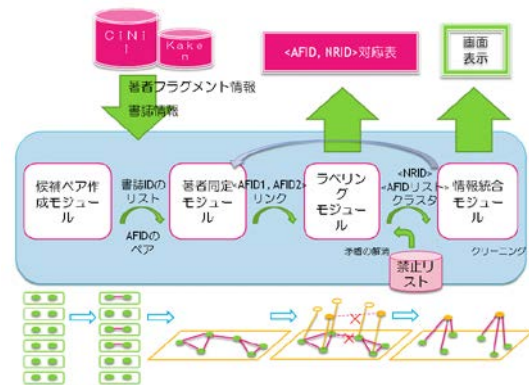 CiNii
Kaken
著者フラグメント情報
書誌情報
<AFID, NRID>対応表
画面
表示
候補ペア作
成モジュー
ル
書誌IDの
リスト
AFIDの
ペア
著者同定
モジュール
<AFID1, AFID2>
リンク
ラベリン
グ
モジュー
ル
<NRID>
<AFIDリスト>
クラスタ
情報統合
モジュー
ル
矛盾の解消
禁止リ
スト
クリーニング